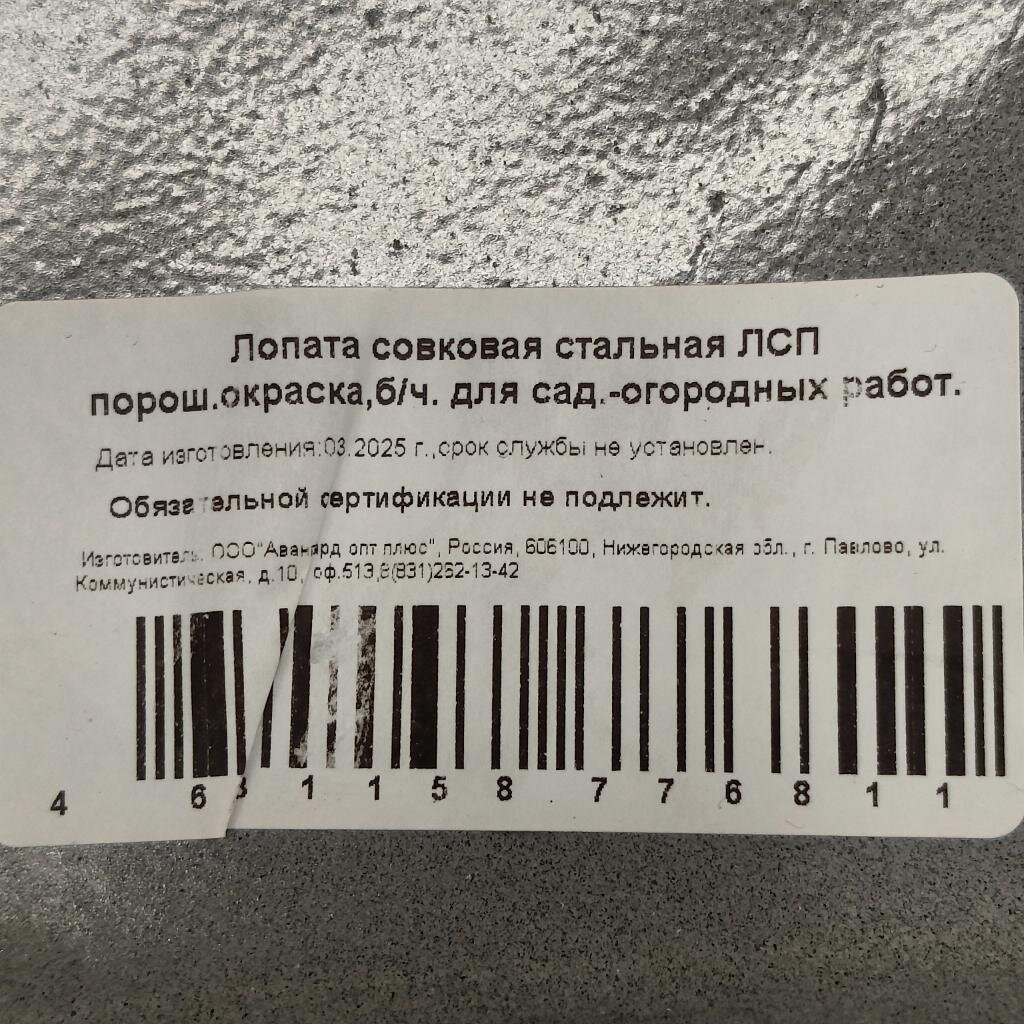 Лопата совковая стальная ЛСП
порош.окраска,б/ч. для сад.-огородных работ.
Дата изготовления:03.2025 г.,срок службы не установлен.
Обязательной сертификации не подлежит.
Изготовитель: ООО"Авангард опт плюс", Россия, 606100, Нижегородская обл., г. Павлово, ул.
Коммунистическая, д.10, оф.513,8(831)262-13-42
4 6 3 1 1 5 8 7 7 6 8 1 1